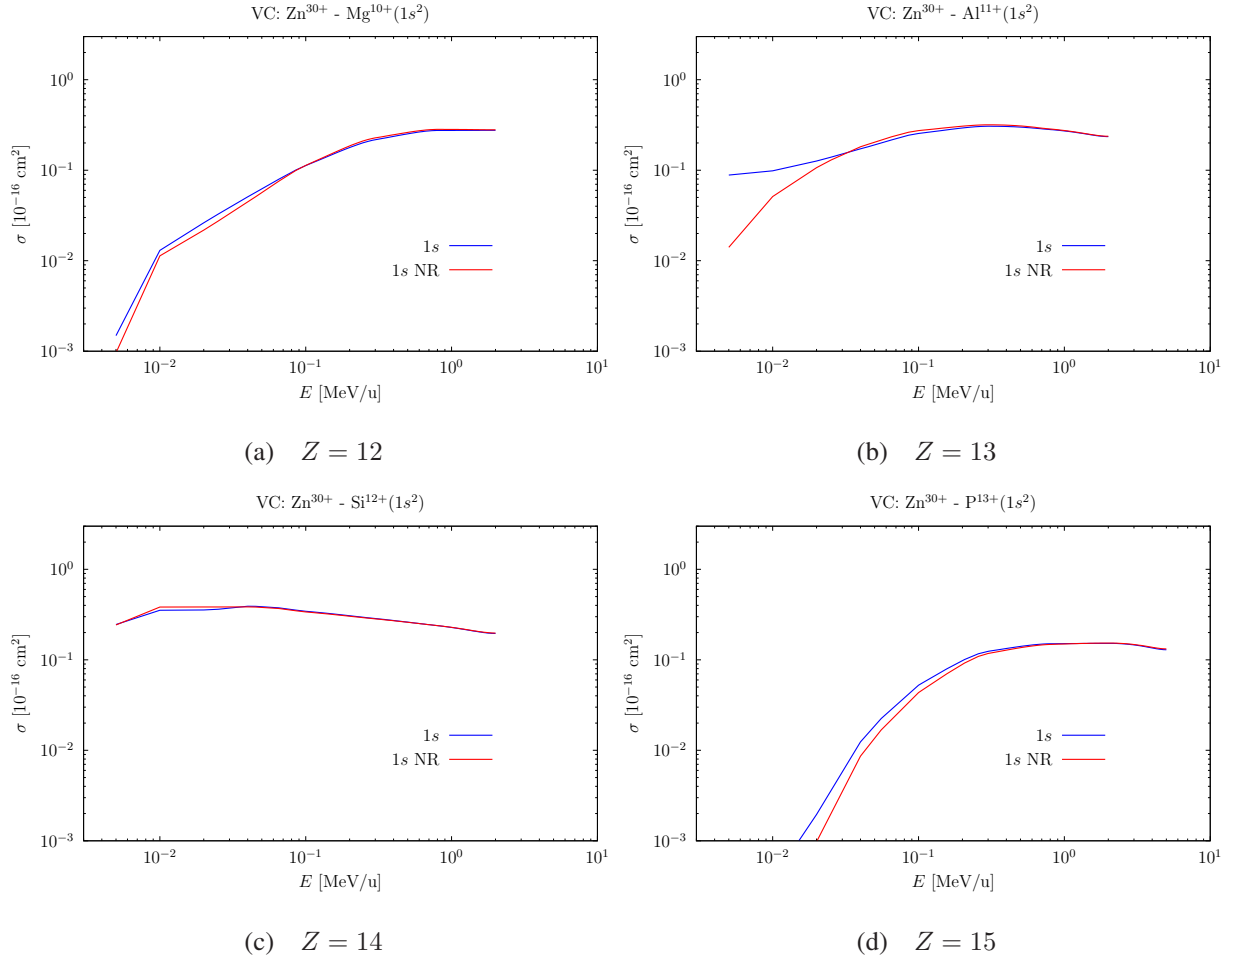 VC: Zn³⁰⁺ - Mg¹⁰⁺(1s²)
10⁰
10⁻¹
10⁻²
10⁻³
σ [10⁻¹⁶ cm²]
1s
1s NR
10⁻²
10⁻¹
10⁰
10¹
E [MeV/u]
(a) Z = 12
VC: Zn³⁰⁺ - Al¹¹⁺(1s²)
10⁰
10⁻¹
10⁻²
10⁻³
σ [10⁻¹⁶ cm²]
1s
1s NR
10⁻²
10⁻¹
10⁰
10¹
E [MeV/u]
(b) Z = 13
VC: Zn³⁰⁺ - Si¹²⁺(1s²)
10⁰
10⁻¹
10⁻²
10⁻³
σ [10⁻¹⁶ cm²]
1s
1s NR
10⁻²
10⁻¹
10⁰
10¹
E [MeV/u]
(c) Z = 14
VC: Zn³⁰⁺ - P¹³⁺(1s²)
10⁰
10⁻¹
10⁻²
10⁻³
σ [10⁻¹⁶ cm²]
1s
1s NR
10⁻²
10⁻¹
10⁰
10¹
E [MeV/u]
(d) Z = 15